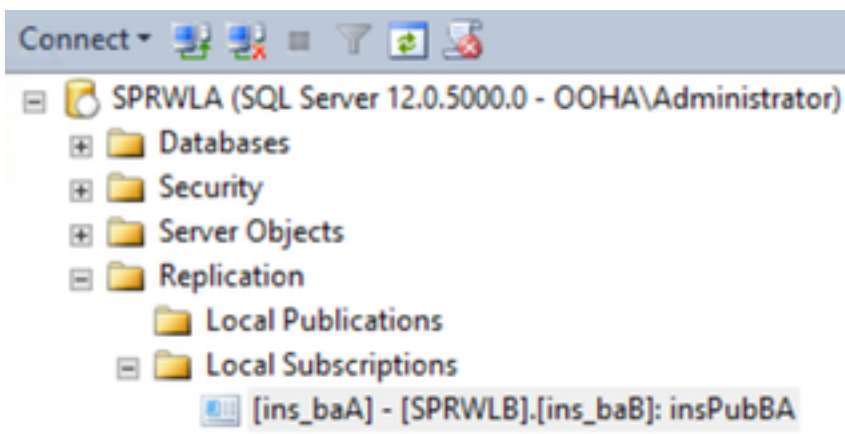 Connect
SPRWLA (SQL Server 12.0.5000.0 - OOHA\Administrator)
Databases
Security
Server Objects
Replication
Local Publications
Local Subscriptions
[ins_baA] - [SPRWLB].[ins_baB]: insPubBA